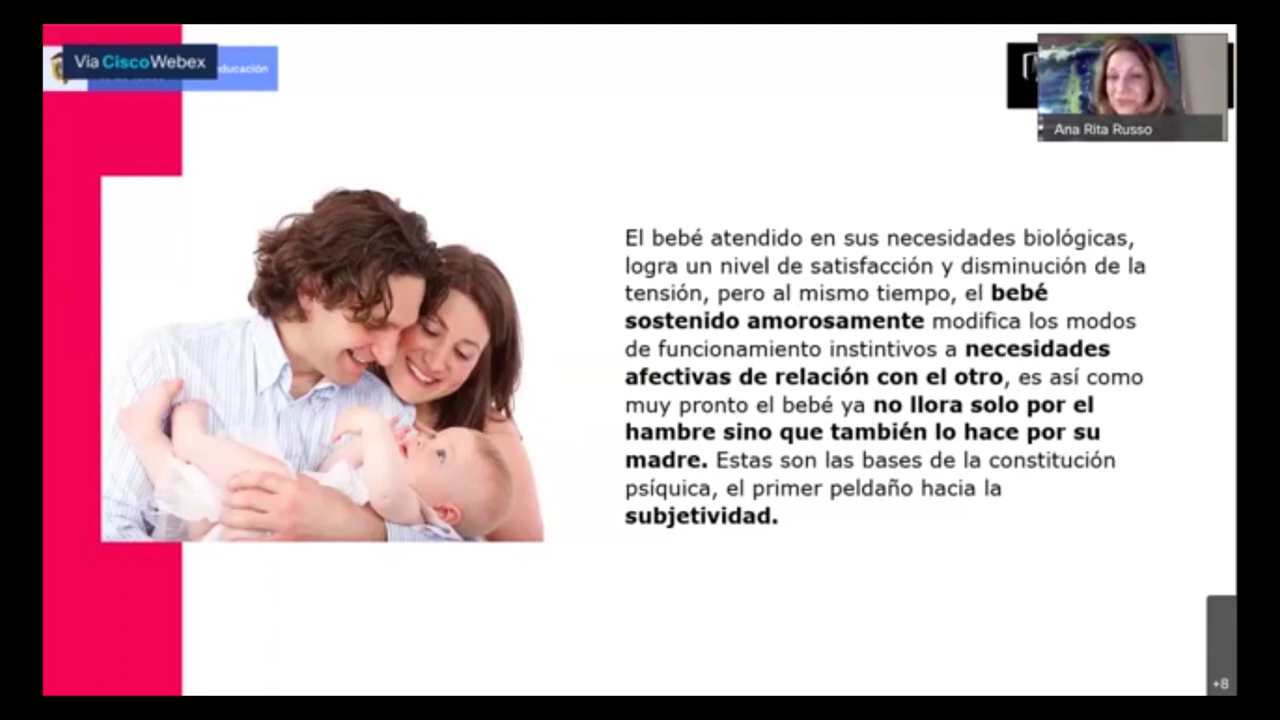 Via CiscoWebex
educación
Ana Rita Russo
El bebé atendido en sus necesidades biológicas,
logra un nivel de satisfacción y disminución de la
tensión, pero al mismo tiempo, el bebé
sostenido amorosamente modifica los modos
de funcionamiento instintivos a necesidades
afectivas de relación con el otro, es así como
muy pronto el bebé ya no llora solo por el
hambre sino que también lo hace por su
madre. Estas son las bases de la constitución
psíquica, el primer peldaño hacia la
subjetividad.
+8